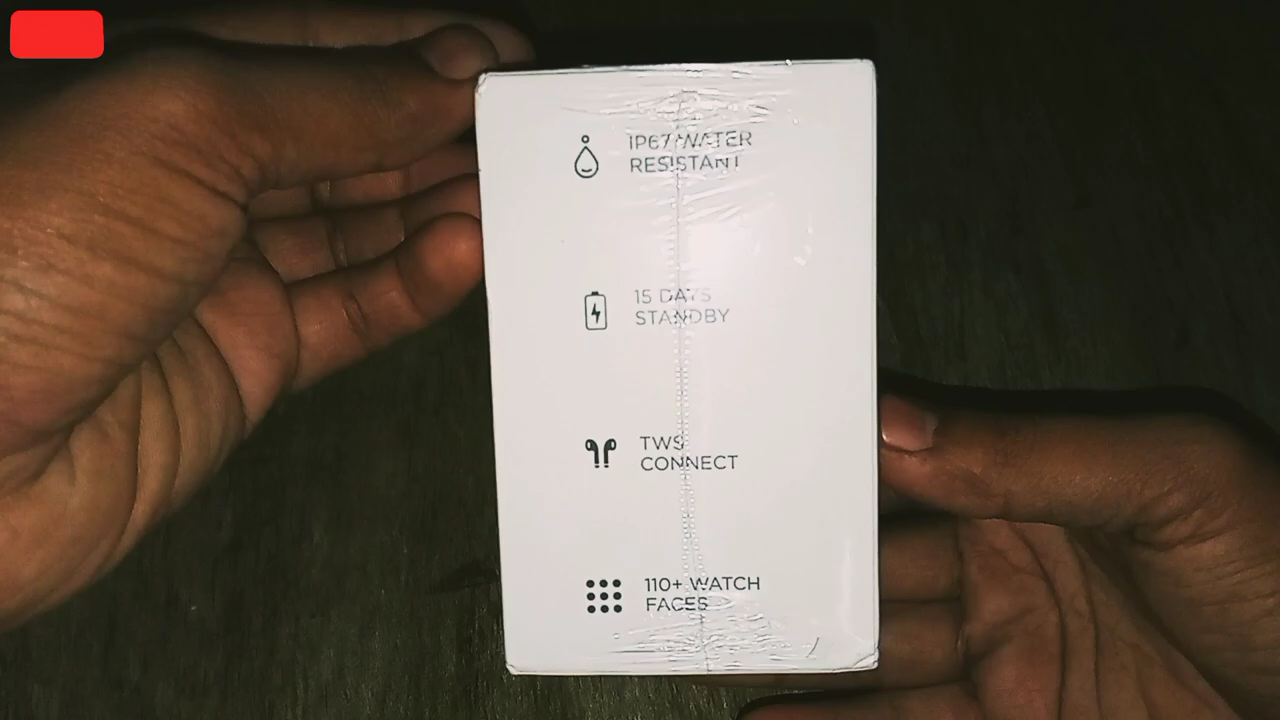 IP67 WATER
RESISTANT
15 DAYS
STANDBY
TWS
CONNECT
110+ WATCH
FACES